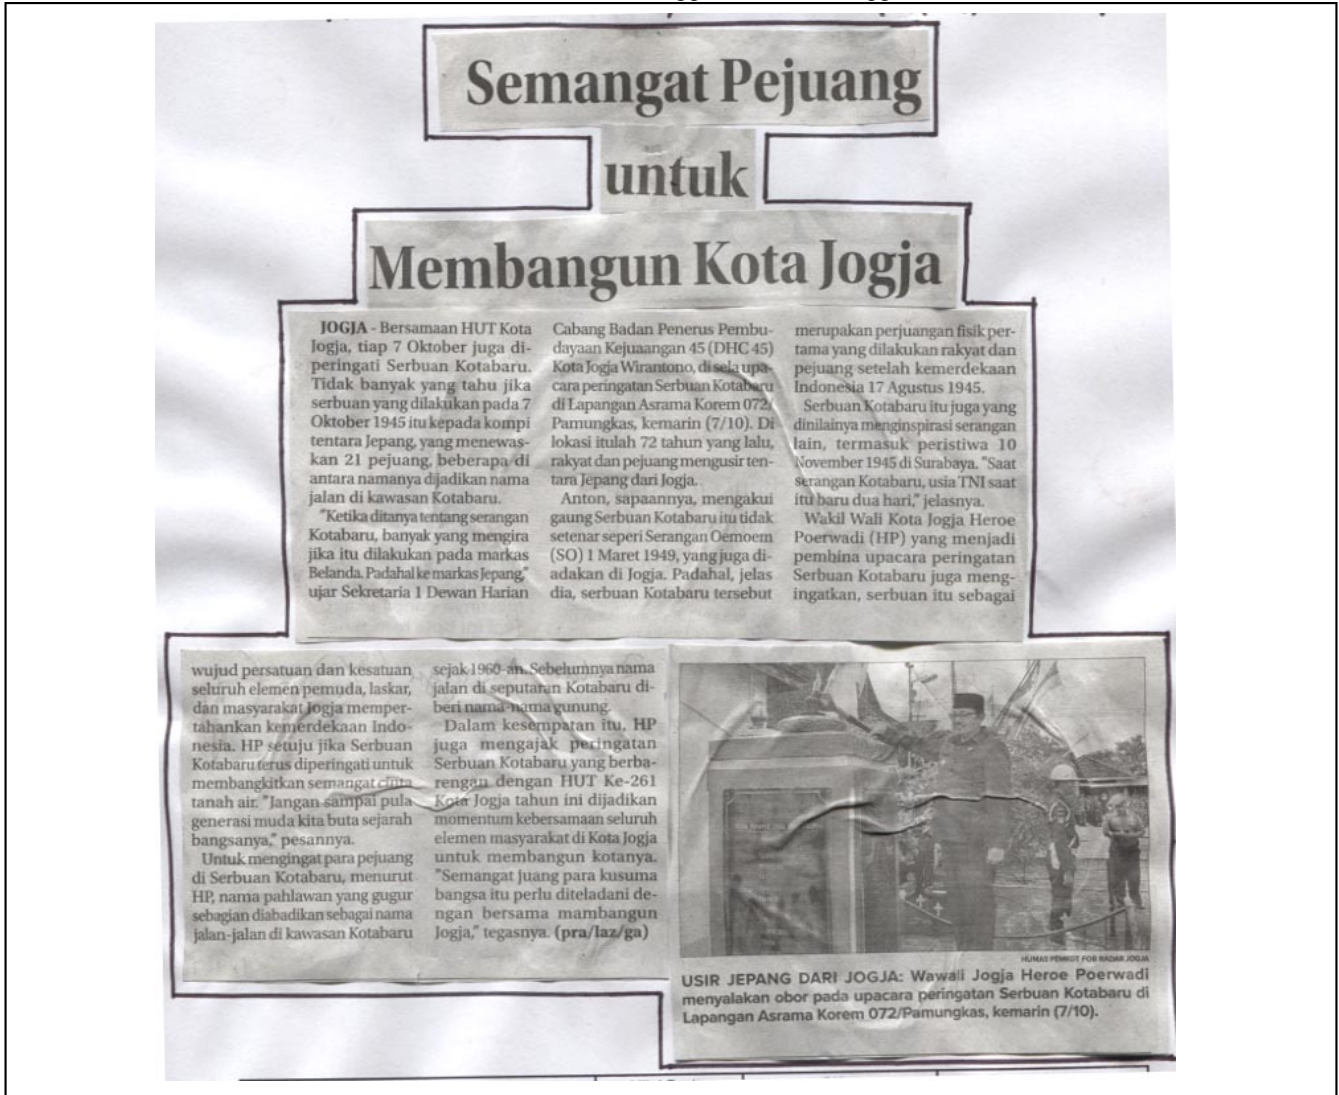 Semangat Pejuang
untuk
Membangun Kota Jogja
JOGJA - Bersamaan HUT Kota
Jogja, tiap 7 Oktober juga di-
peringati Serbuan Kotabaru.
Tidak banyak yang tahu jika
serbuan yang dilakukan pada 7
Oktober 1945 itu kepada kompi
tentara Jepang, yang menewas-
kan 21 pejuang, beberapa di
antara namanya dijadikan nama
jalan di kawasan Kotabaru.
"Ketika ditanya tentang serangan
Kotabaru, banyak yang mengira
jika itu dilakukan pada markas
Belanda. Padahal ke markas Jepang,"
ujar Sekretaria 1 Dewan Harian
Cabang Badan Penerus Pembu-
dayaan Kejuaangan 45 (DHC 45)
Kota Jogja Wirantono, di sela upa-
cara peringatan Serbuan Kotabaru
di Lapangan Asrama Korem 072/
Pamungkas, kemarin (7/10). Di
lokasi itulah 72 tahun yang lalu,
rakyat dan pejuang mengusir ten-
tara Jepang dari Jogja.
Anton, sapaannya, mengakui
gaung Serbuan Kotabaru itu tidak
setenar seperi Serangan Oemoem
(SO) 1 Maret 1949, yang juga di-
adakan di Jogja. Padahal, jelas
dia, serbuan Kotabaru tersebut
merupakan perjuangan fisik per-
tama yang dilakukan rakyat dan
pejuang setelah kemerdekaan
Indonesia 17 Agustus 1945.
Serbuan Kotabaru itu juga yang
dinilainya menginspirasi serangan
lain, termasuk peristiwa 10
November 1945 di Surabaya. "Saat
serangan Kotabaru, usia TNI saat
itu baru dua hari," jelasnya.
Wakil Wali Kota Jogja Heroe
Poerwadi (HP) yang menjadi
pembina upacara peringatan
Serbuan Kotabaru juga meng-
ingatkan, serbuan itu sebagai
wujud persatuan dan kesatuan
seluruh elemen pemuda, laskar,
dan masyarakat Jogja memper-
tahankan kemerdekaan Indo-
nesia. HP setuju jika Serbuan
Kotabaru terus diperingati untuk
membangkitkan semangat cinta
tanah air. "Jangan sampai pula
generasi muda kita buta sejarah
bangsanya," pesannya.
Untuk mengingat para pejuang
di Serbuan Kotabaru, menurut
HP, nama pahlawan yang gugur
sebagian diabadikan sebagai nama
jalan-jalan di kawasan Kotabaru
sejak 1960-an. Sebelumnya nama
jalan di seputaran Kotabaru di-
beri nama-nama gunung.
Dalam kesempatan itu, HP
juga mengajak peringatan
Serbuan Kotabaru yang berba-
rengan dengan HUT Ke-261
Kota Jogja tahun ini dijadikan
momentum kebersamaan seluruh
elemen masyarakat di Kota Jogja
untuk membangun kotanya.
"Semangat juang para kusuma
bangsa itu perlu diteladani de-
ngan bersama mambangun
Jogja," tegasnya. (pra/laz/ga)
HUMAS PEMKOT FOR RADAR JOGJA
USIR JEPANG DARI JOGJA: Wawali Jogja Heroe Poerwadi
menyalakan obor pada upacara peringatan Serbuan Kotabaru di
Lapangan Asrama Korem 072/Pamungkas, kemarin (7/10).